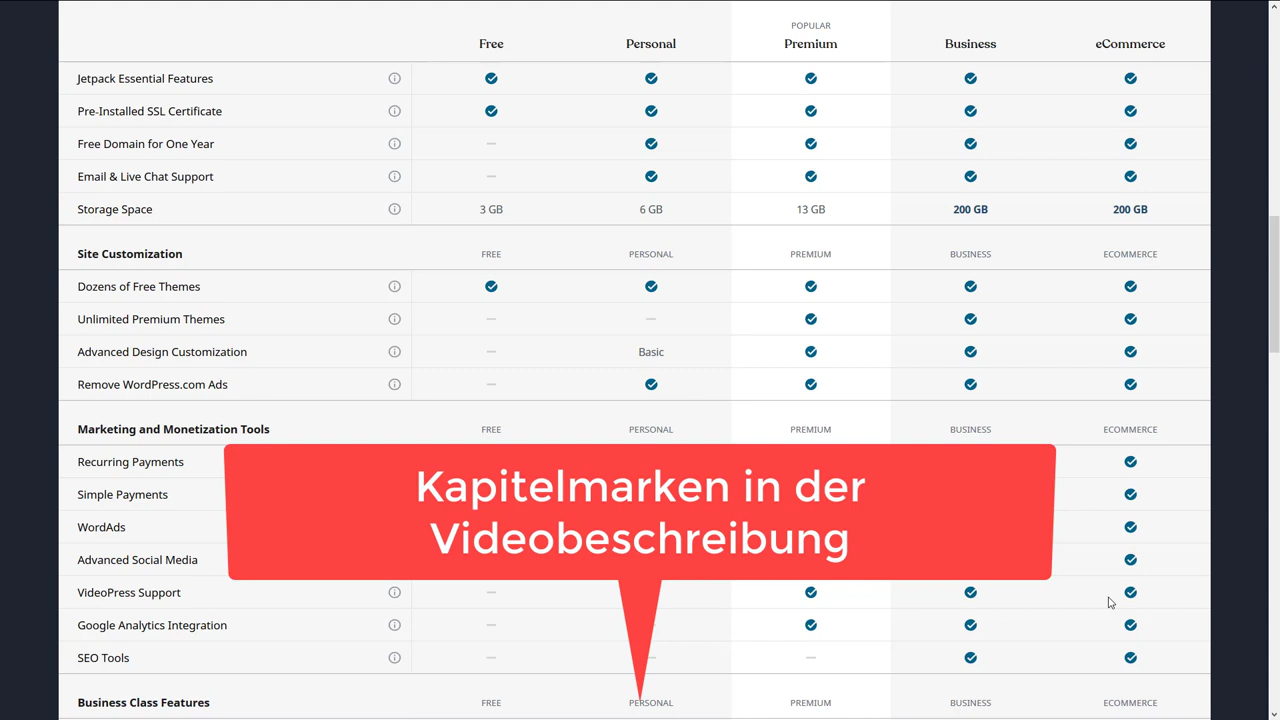 POPULAR
Free Personal Premium Business eCommerce
Jetpack Essential Features
Pre-Installed SSL Certificate
Free Domain for One Year
Email & Live Chat Support
Storage Space 3 GB 6 GB 13 GB 200 GB 200 GB
Site Customization FREE PERSONAL PREMIUM BUSINESS ECOMMERCE
Dozens of Free Themes
Unlimited Premium Themes
Advanced Design Customization Basic
Remove WordPress.com Ads
Marketing and Monetization Tools FREE PERSONAL PREMIUM BUSINESS ECOMMERCE
Recurring Payments
Simple Payments
WordAds
Advanced Social Media
VideoPress Support
Google Analytics Integration
SEO Tools
Business Class Features FREE PERSONAL PREMIUM BUSINESS ECOMMERCE
Kapitelmarken in der
Videobeschreibung